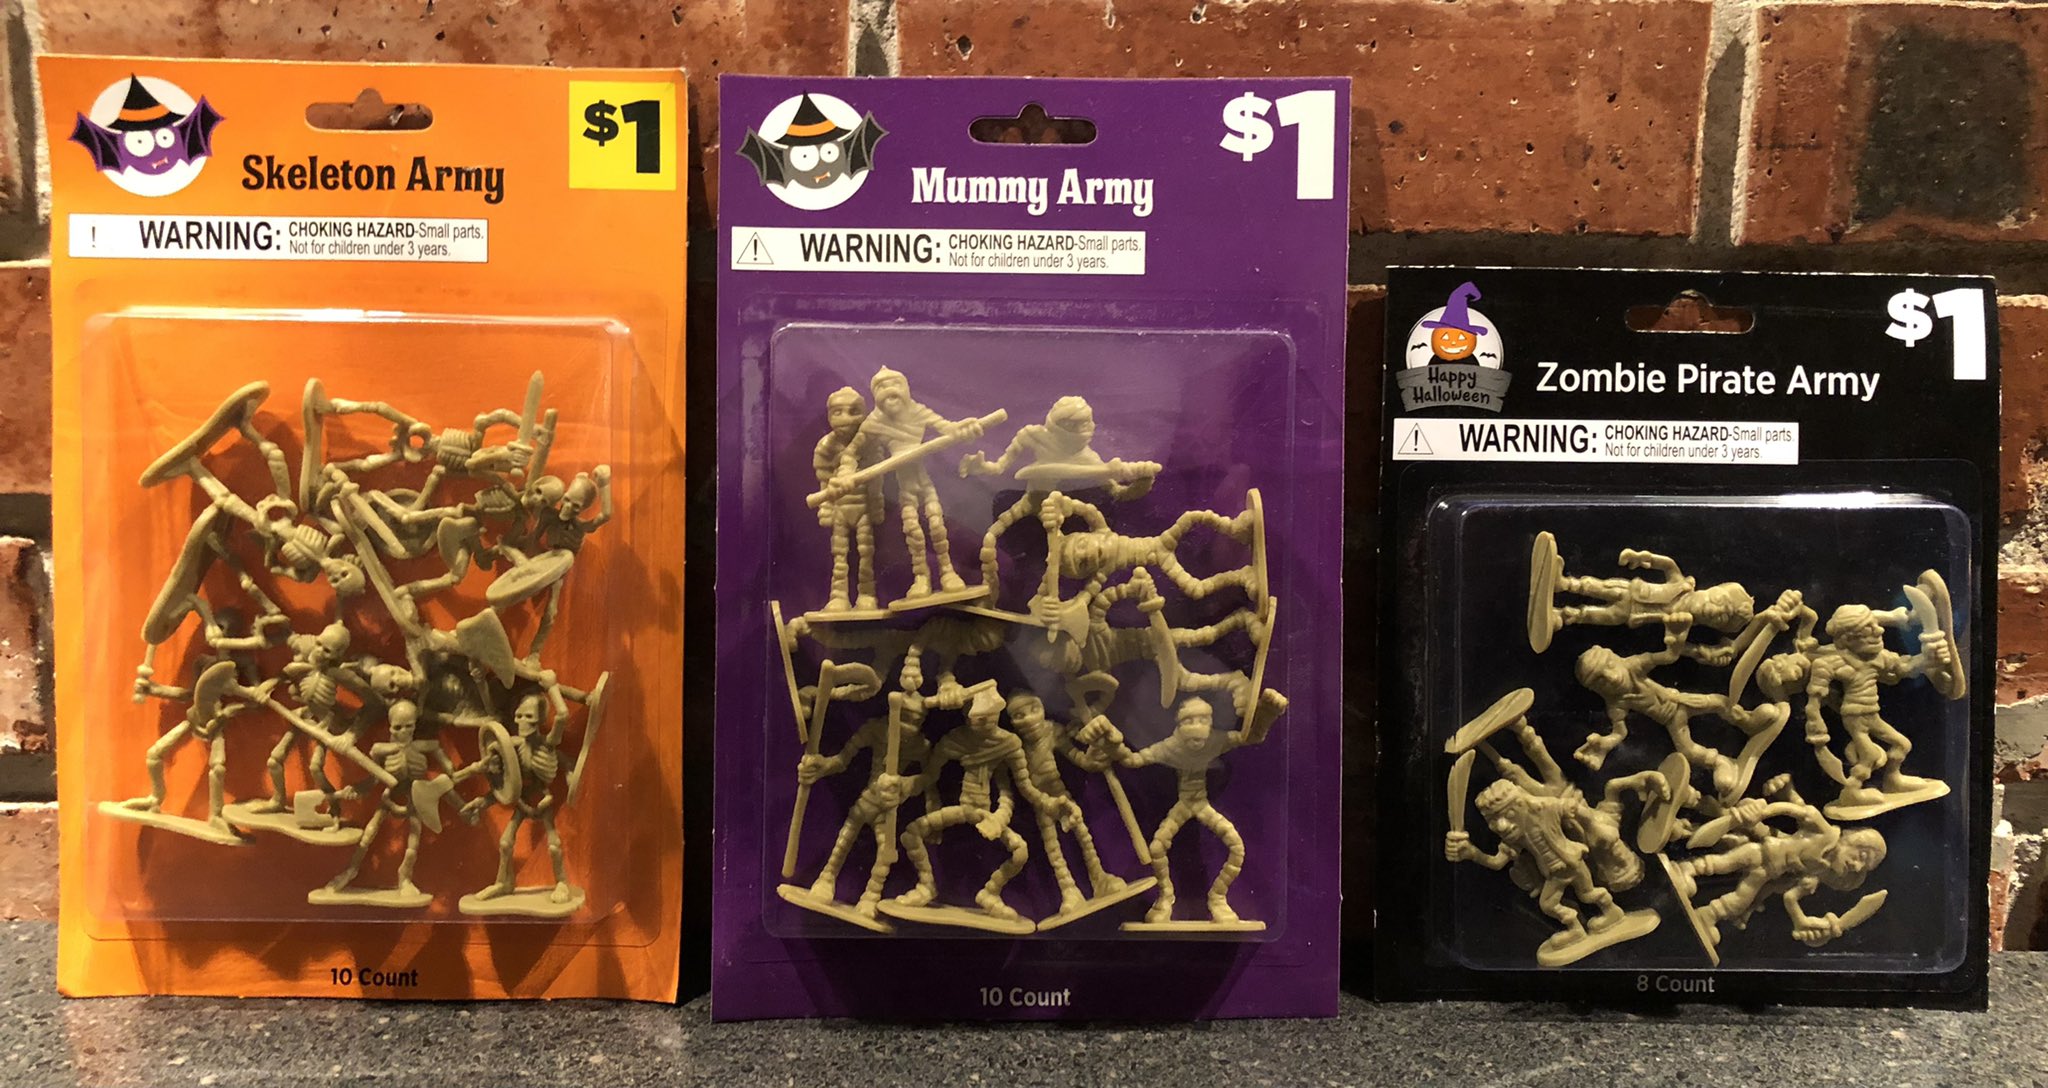 $1
Skeleton Army
! WARNING: CHOKING HAZARD-Small parts.
Not for children under 3 years.
10 Count
$1
Mummy Army
! WARNING: CHOKING HAZARD-Small parts.
Not for children under 3 years.
10 Count
$1
Happy
Halloween
Zombie Pirate Army
! WARNING: CHOKING HAZARD-Small parts.
Not for children under 3 years.
8 Count